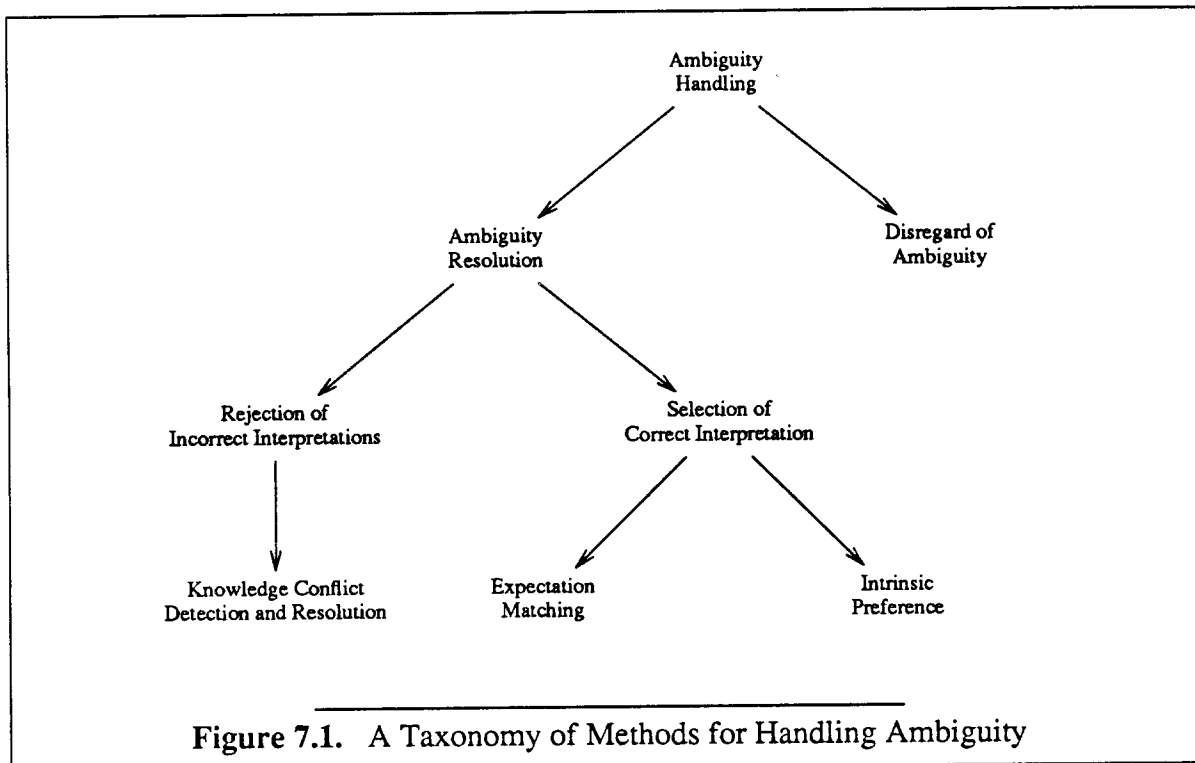 Ambiguity
Handling
Ambiguity
Resolution
Disregard of
Ambiguity
Rejection of
Incorrect Interpretations
Selection of
Correct Interpretation
Knowledge Conflict
Detection and Resolution
Expectation
Matching
Intrinsic
Preference
Figure 7.1. A Taxonomy of Methods for Handling Ambiguity